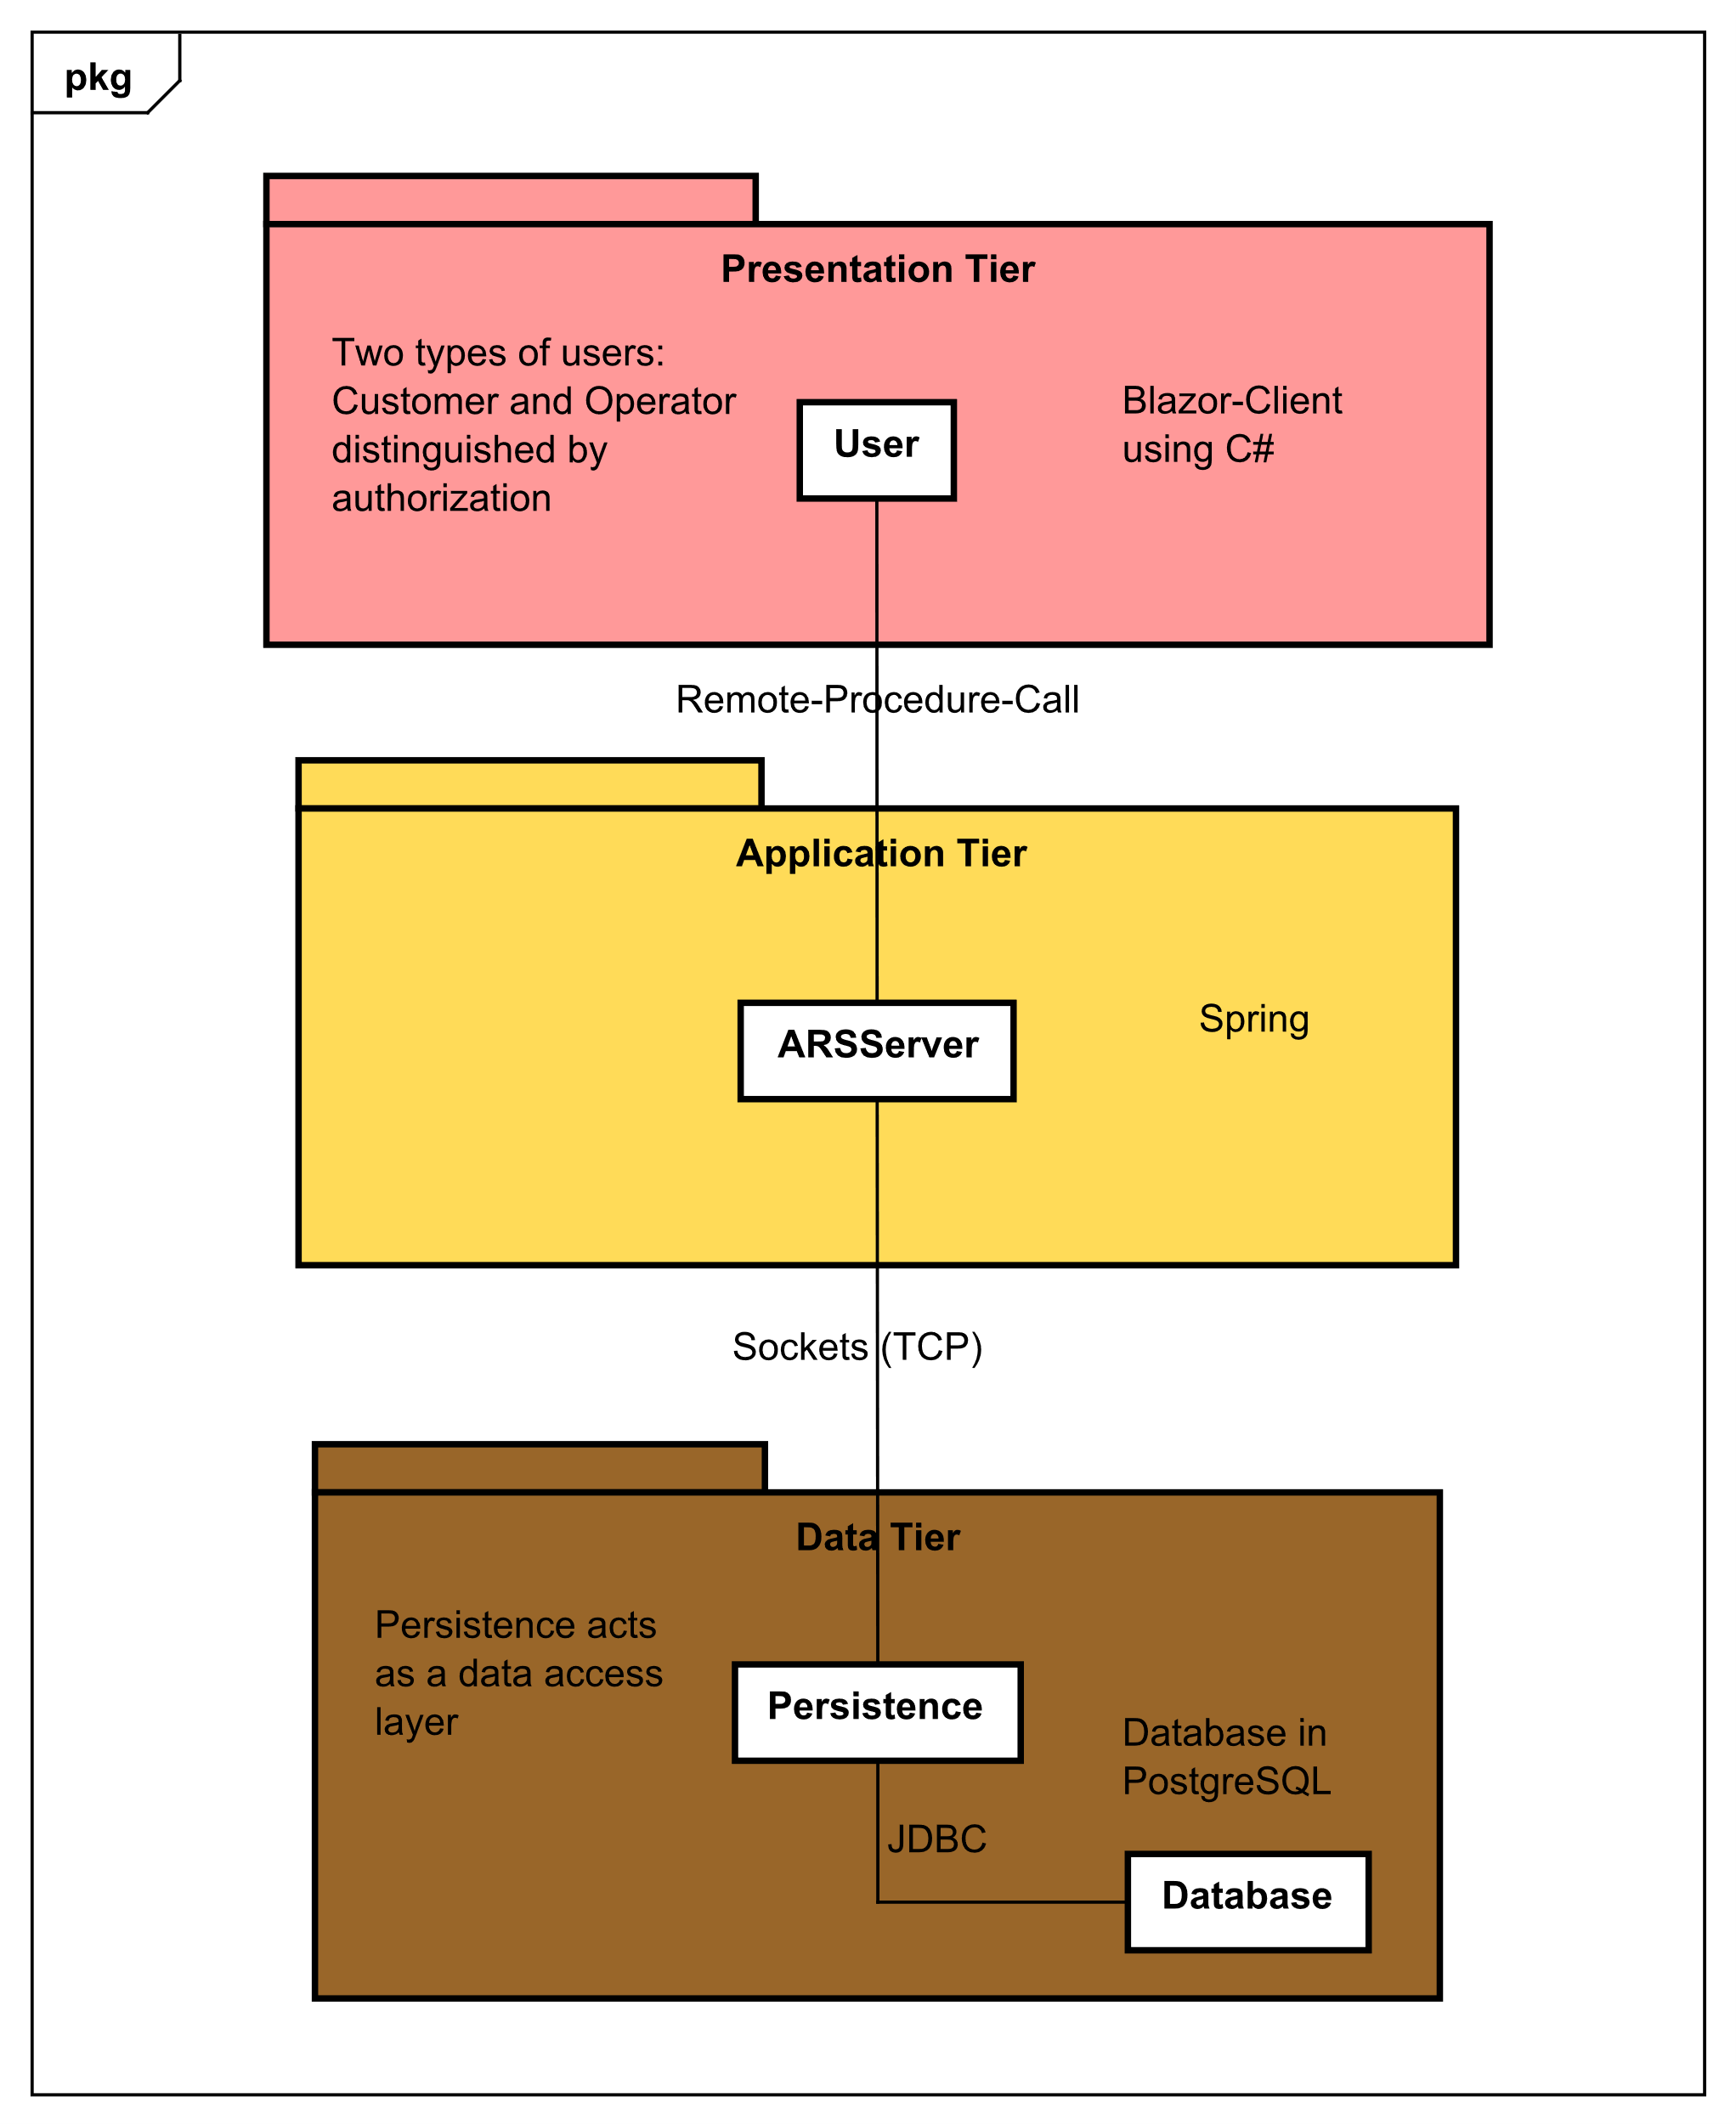 pkg
Presentation Tier
Two types of users:
Customer and Operator
distinguished by
authorization
User
Blazor-Client
using C#
Remote-Procedure-Call
Application Tier
ARSServer
Spring
Sockets (TCP)
Data Tier
Persistence acts
as a data access
layer
Persistence
Database in
PostgreSQL
JDBC
Database